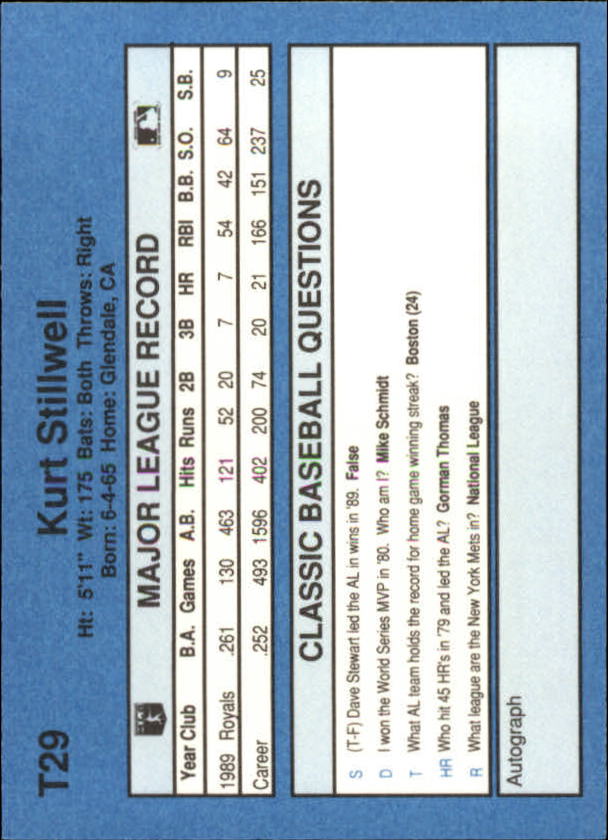 T29
Kurt Stillwell
Ht: 5'11" Wt: 175 Bats: Both Throws: Right
Born: 6-4-65 Home: Glendale, CA
MAJOR LEAGUE RECORD
Year Club B.A. Games A.B. Hits Runs 2B 3B HR RBI B.B. S.O. S.B.
1989 Royals .261 130 463 121 52 20 7 7 54 42 64 9
Career .252 493 1596 402 200 74 20 21 166 151 237 25
CLASSIC BASEBALL QUESTIONS
S (T-F) Dave Stewart led the AL in wins in '89. False
D I won the World Series MVP in '80. Who am I? Mike Schmidt
T What AL team holds the record for home game winning streak? Boston (24)
HR Who hit 45 HR's in '79 and led the AL? Gorman Thomas
R What league are the New York Mets in? National League
Autograph